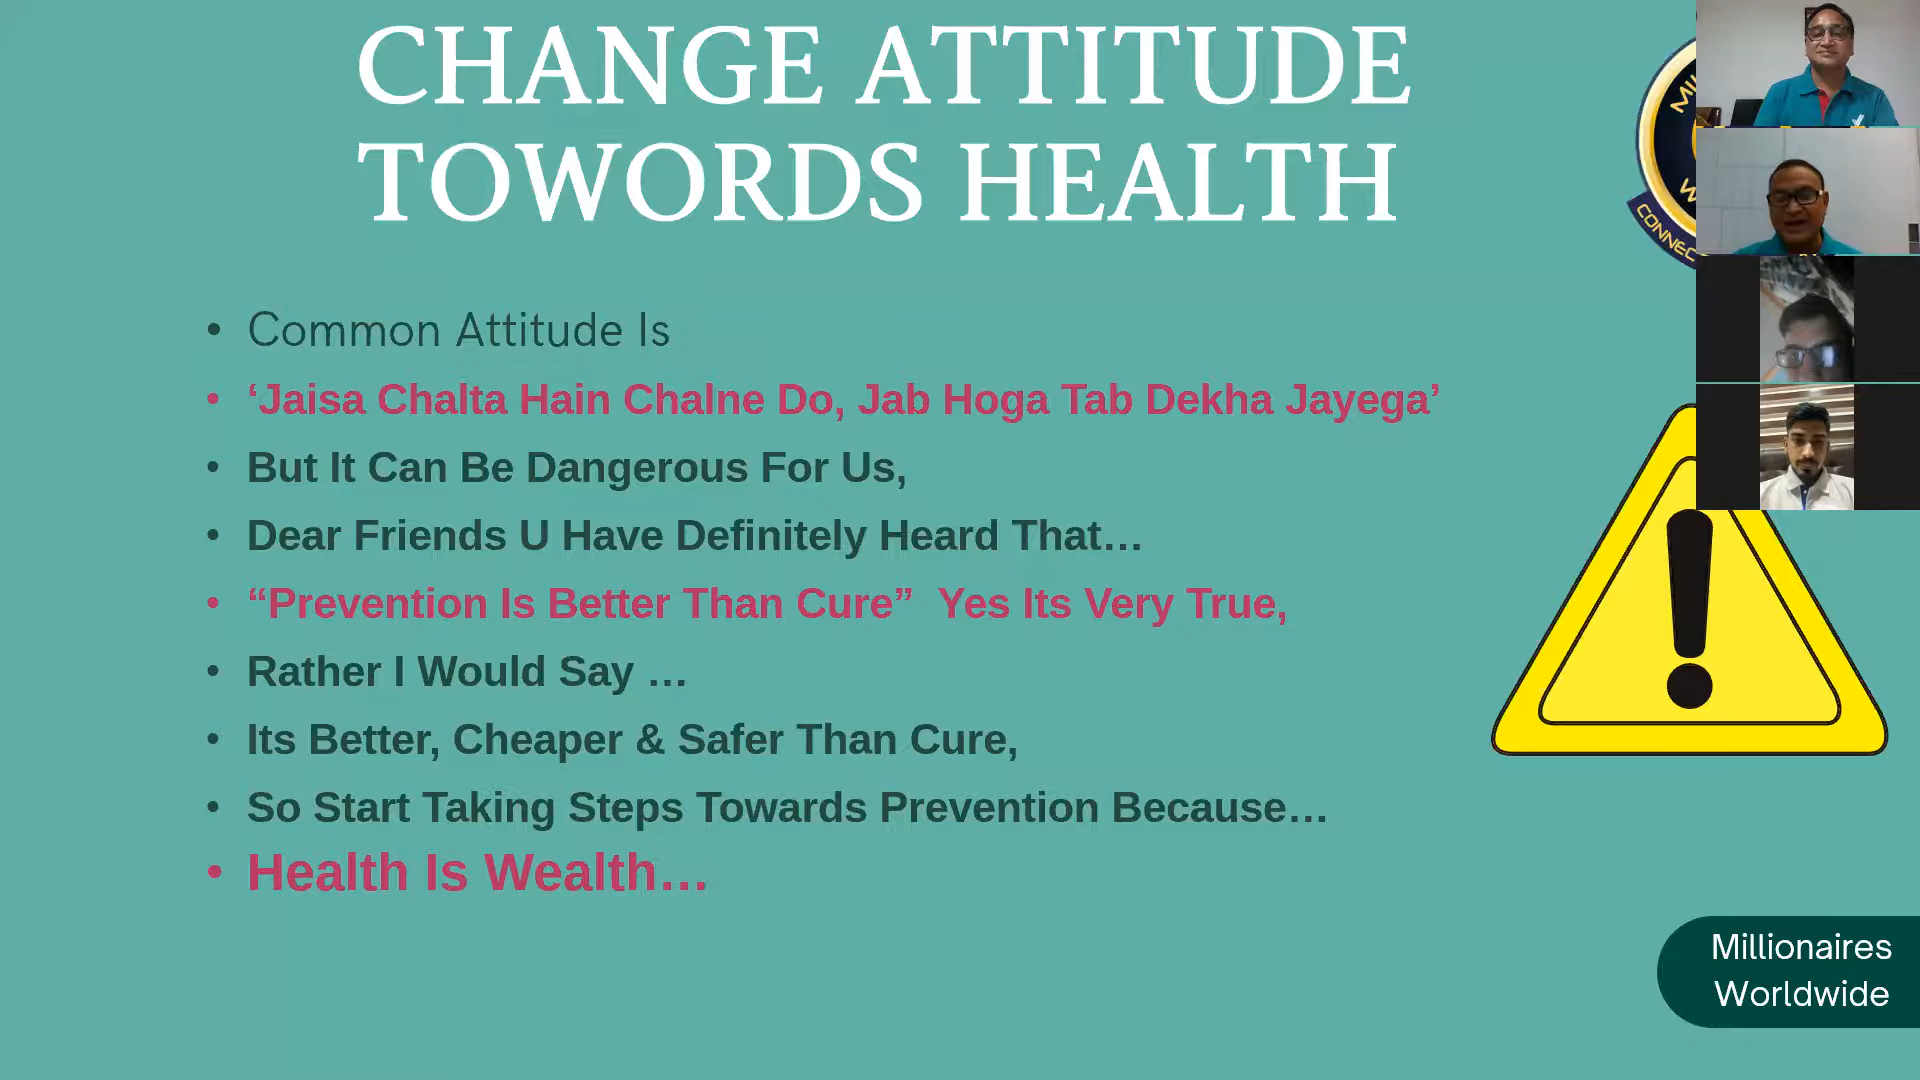 CHANGE ATTITUDE
TOWORDS HEALTH
• Common Attitude Is
• ‘Jaisa Chalta Hain Chalne Do, Jab Hoga Tab Dekha Jayega’
• But It Can Be Dangerous For Us,
• Dear Friends U Have Definitely Heard That…
• “Prevention Is Better Than Cure”  Yes Its Very True,
• Rather I Would Say …
• Its Better, Cheaper & Safer Than Cure,
• So Start Taking Steps Towards Prevention Because…
• Health Is Wealth…
Millionaires
Worldwide